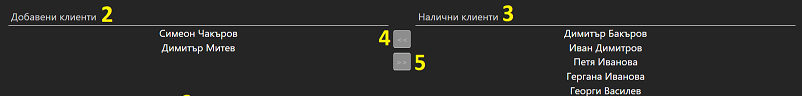 Добавени клиенти 2
Симеон Чакъров
Димитър Митев
4 <<
>> 5
Налични клиенти 3
Димитър Бакъров
Иван Димитров
Петя Иванова
Гергана Иванова
Георги Василев